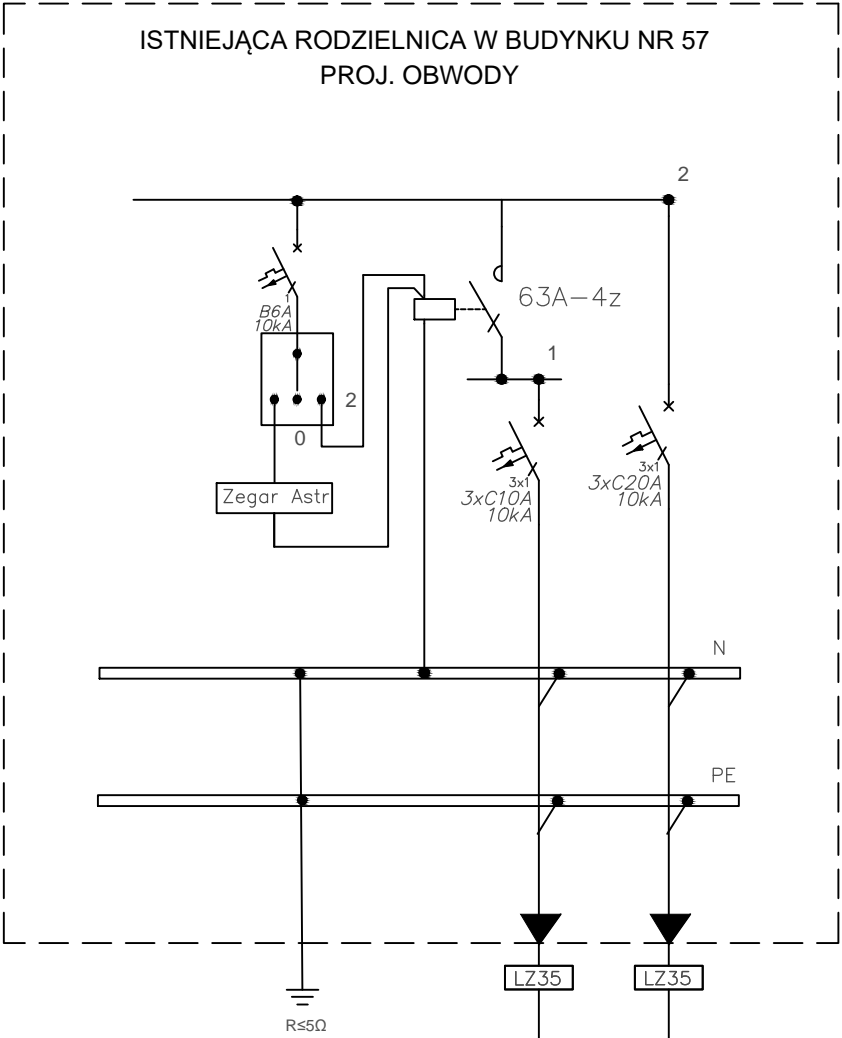 ISTNIEJĄCA RODZIELNICA W BUDYNKU NR 57
PROJ. OBWODY
2
63A-4z
1
B6A
10kA
1
2
0
Zegar Astr
3x1
3xC10A
10kA
3x1
3xC20A
10kA
N
PE
LZ35
LZ35
R≤5Ω